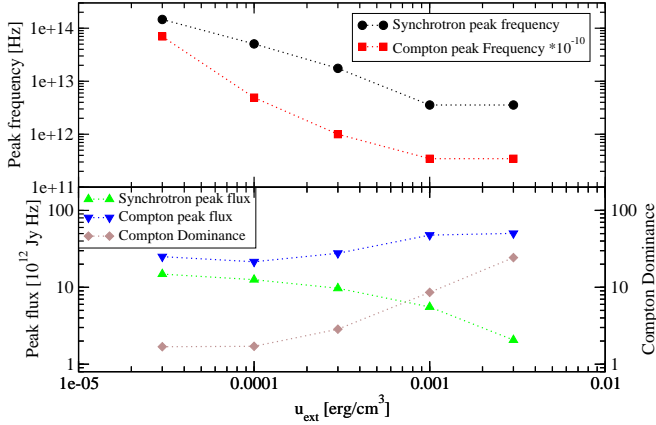 1e+14
1e+13
1e+12
1e+11
Peak frequency [Hz]
Synchrotron peak frequency
Compton peak Frequency *10^-10
100
10
1
Peak flux [10^12 Jy Hz]
Synchrotron peak flux
Compton peak flux
Compton Dominance
100
10
1
Compton Dominance
1e-05 0.0001 0.001 0.01
u_ext [erg/cm^3]